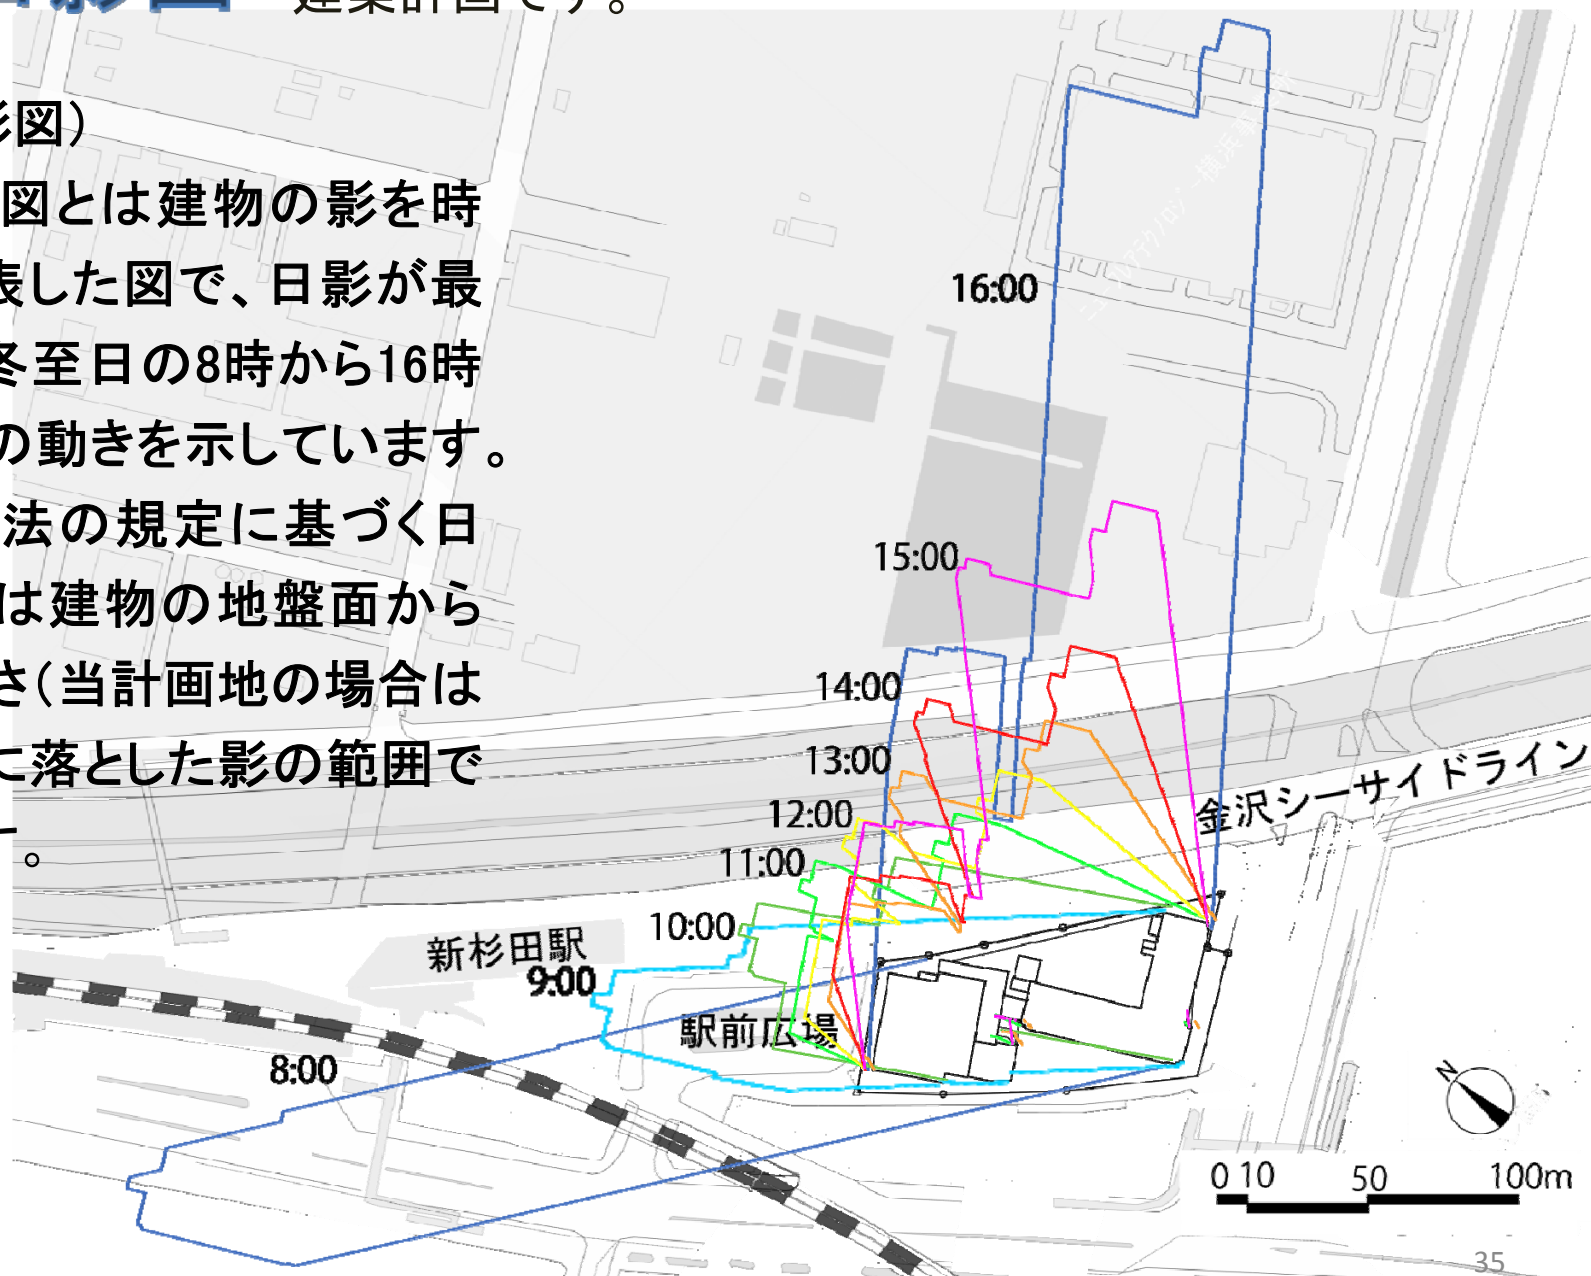 建築計画です。
影図)
図とは建物の影を時
表した図で、日影が最
冬至日の8時から16時
の動きを示しています。
法の規定に基づく日
は建物の地盤面から
さ(当計画地の場合は
に落とした影の範囲で
。
16:00
15:00
14:00
13:00
12:00
11:00
10:00
9:00
8:00
新杉田駅
駅前広場
金沢シーサイドライン
N
0 10 50 100m
35